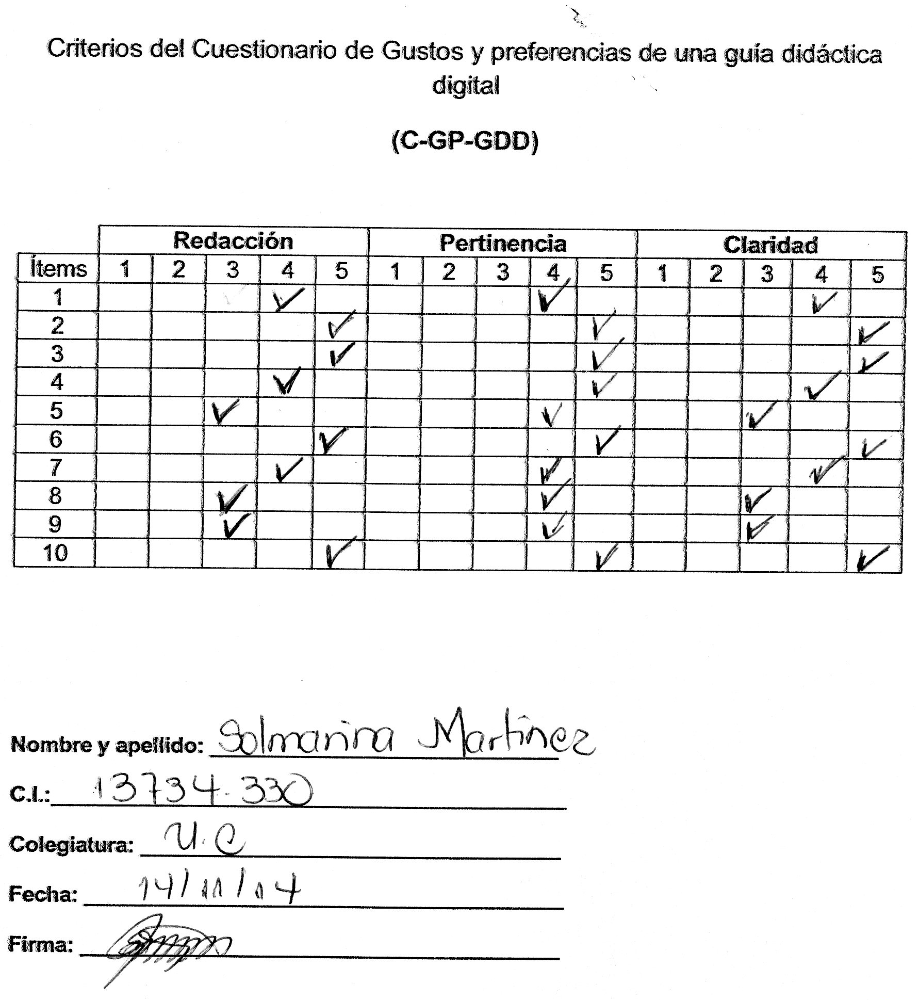 Criterios del Cuestionario de Gustos y preferencias de una guía didáctica
digital
(C-GP-GDD)
Redacción Pertinencia Claridad
Ítems 1 2 3 4 5 1 2 3 4 5 1 2 3 4 5
1 ✓ ✓ ✓
2 ✓ ✓ ✓
3 ✓ ✓ ✓
4 ✓ ✓ ✓
5 ✓ ✓ ✓
6 ✓ ✓ ✓
7 ✓ ✓ ✓
8 ✓ ✓ ✓
9 ✓ ✓ ✓
10 ✓ ✓ ✓
Nombre y apellido: Solmarina Martínez
C.I.: 13734.330
Colegiatura: U.C
Fecha: 14/11/14
Firma: